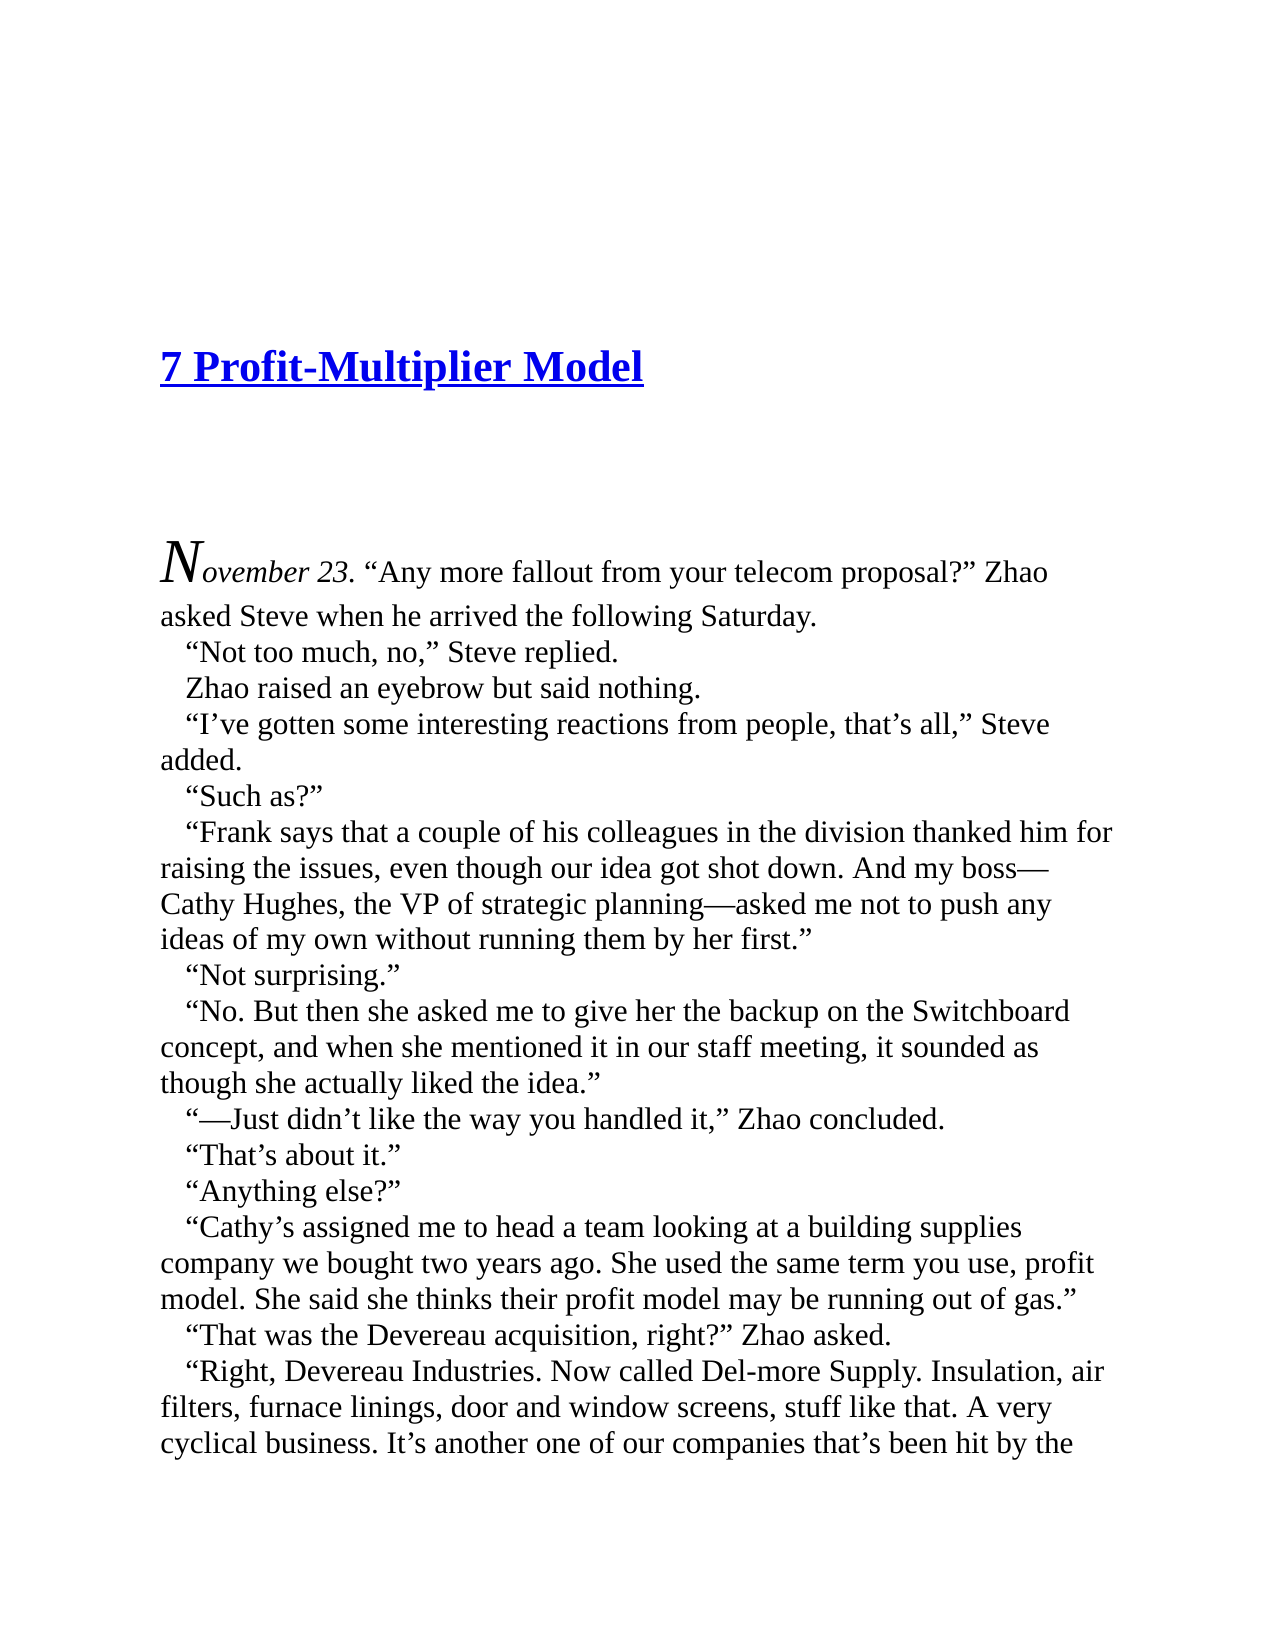 7 Profit-Multiplier Model
November 23. “Any more fallout from your telecom proposal?” Zhao
asked Steve when he arrived the following Saturday.
“Not too much, no,” Steve replied.
Zhao raised an eyebrow but said nothing.
“I’ve gotten some interesting reactions from people, that’s all,” Steve
added.
“Such as?”
“Frank says that a couple of his colleagues in the division thanked him for
raising the issues, even though our idea got shot down. And my boss—
Cathy Hughes, the VP of strategic planning—asked me not to push any
ideas of my own without running them by her first.”
“Not surprising.”
“No. But then she asked me to give her the backup on the Switchboard
concept, and when she mentioned it in our staff meeting, it sounded as
though she actually liked the idea.”
“—Just didn’t like the way you handled it,” Zhao concluded.
“That’s about it.”
“Anything else?”
“Cathy’s assigned me to head a team looking at a building supplies
company we bought two years ago. She used the same term you use, profit
model. She said she thinks their profit model may be running out of gas.”
“That was the Devereau acquisition, right?” Zhao asked.
“Right, Devereau Industries. Now called Del-more Supply. Insulation, air
filters, furnace linings, door and window screens, stuff like that. A very
cyclical business. It’s another one of our companies that’s been hit by the